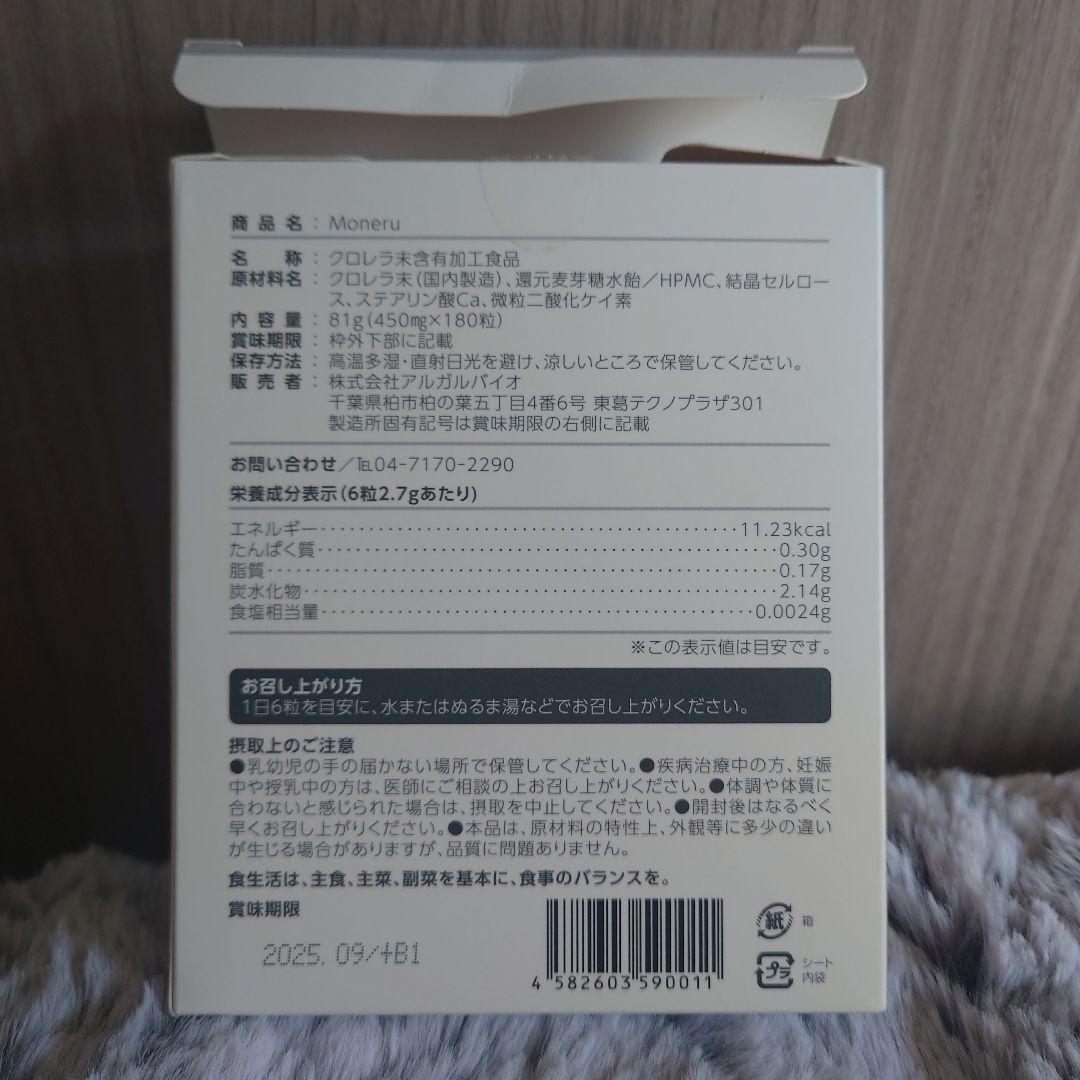 商品名：Moneru
名称：クロレラ末含有加工食品
原材料名：クロレラ末(国内製造)、還元麦芽糖水飴／HPMC、結晶セルロー
ス、ステアリン酸Ca、微粒二酸化ケイ素
内容量：81g(450㎎×180粒)
賞味期限：枠外下部に記載
保存方法：高温多湿・直射日光を避け、涼しいところで保管してください。
販売者：株式会社アルガルバイオ
千葉県柏市柏の葉五丁目4番6号 東葛テクノプラザ301
製造所固有記号は賞味期限の右側に記載
お問い合わせ／℡04-7170-2290
栄養成分表示(6粒2.7gあたり)
エネルギー 11.23kcal
たんぱく質 0.30g
脂質 0.17g
炭水化物 2.14g
食塩相当量 0.0024g
※この表示値は目安です。
お召し上がり方
1日6粒を目安に、水またはぬるま湯などでお召し上がりください。
摂取上のご注意
●乳幼児の手の届かない場所で保管してください。●疾病治療中の方、妊娠
中や授乳中の方は、医師にご相談の上お召し上がりください。●体調や体質に
合わないと感じられた場合は、摂取を中止してください。●開封後はなるべく
早くお召し上がりください。●本品は、原材料の特性上、外観等に多少の違い
が生じる場合がありますが、品質に問題ありません。
食生活は、主食、主菜、副菜を基本に、食事のバランスを。
賞味期限
2025. 09/+B1
4 582603 590011
紙 箱
プラ シート
内袋